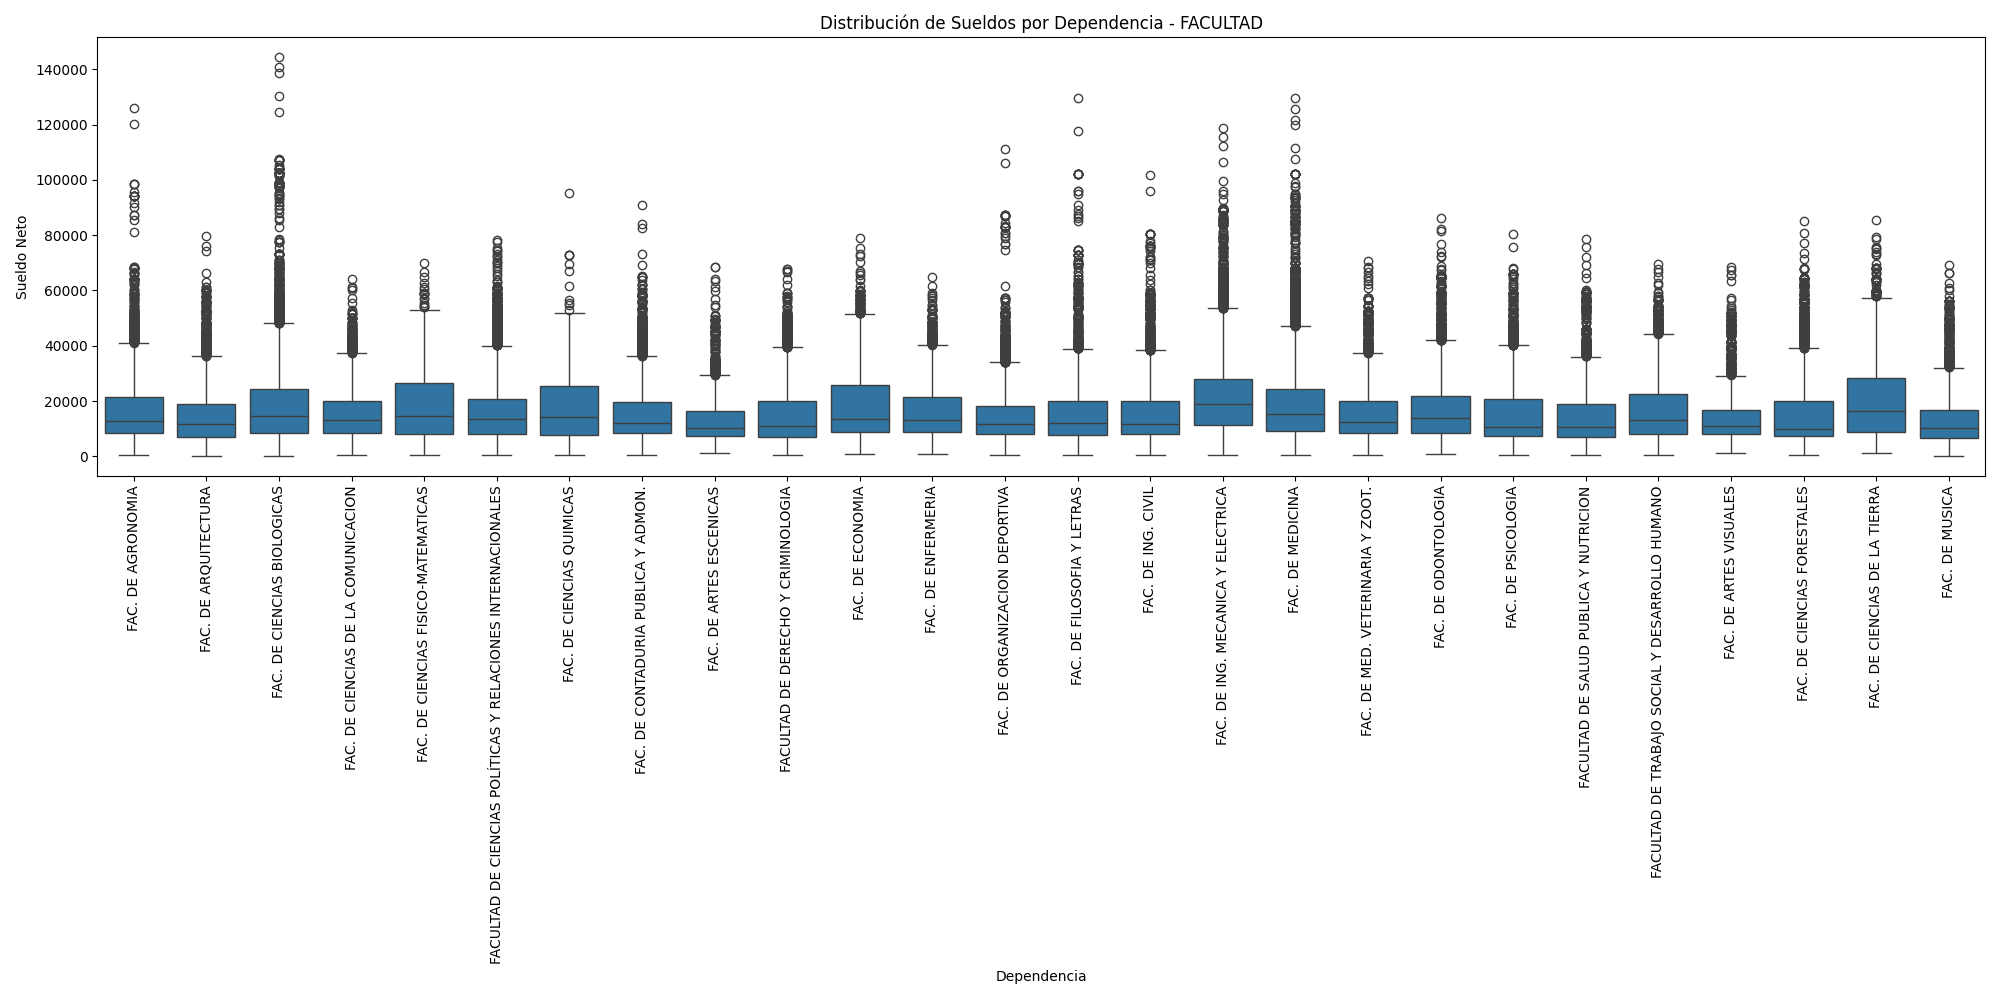 Distribución de Sueldos por Dependencia - FACULTAD
Sueldo Neto
140000
120000
100000
80000
60000
40000
20000
0
FAC. DE AGRONOMIA
FAC. DE ARQUITECTURA
FAC. DE CIENCIAS BIOLOGICAS
FAC. DE CIENCIAS DE LA COMUNICACION
FAC. DE CIENCIAS FISICO-MATEMATICAS
FACULTAD DE CIENCIAS POLÍTICAS Y RELACIONES INTERNACIONALES
FAC. DE CIENCIAS QUIMICAS
FAC. DE CONTADURIA PUBLICA Y ADMON.
FAC. DE ARTES ESCENICAS
FACULTAD DE DERECHO Y CRIMINOLOGIA
FAC. DE ECONOMIA
FAC. DE ENFERMERIA
FAC. DE ORGANIZACION DEPORTIVA
FAC. DE FILOSOFIA Y LETRAS
FAC. DE ING. CIVIL
FAC. DE ING. MECANICA Y ELECTRICA
FAC. DE MEDICINA
FAC. DE MED. VETERINARIA Y ZOOT.
FAC. DE ODONTOLOGIA
FAC. DE PSICOLOGIA
FACULTAD DE SALUD PUBLICA Y NUTRICION
FACULTAD DE TRABAJO SOCIAL Y DESARROLLO HUMANO
FAC. DE ARTES VISUALES
FAC. DE CIENCIAS FORESTALES
FAC. DE CIENCIAS DE LA TIERRA
FAC. DE MUSICA
Dependencia